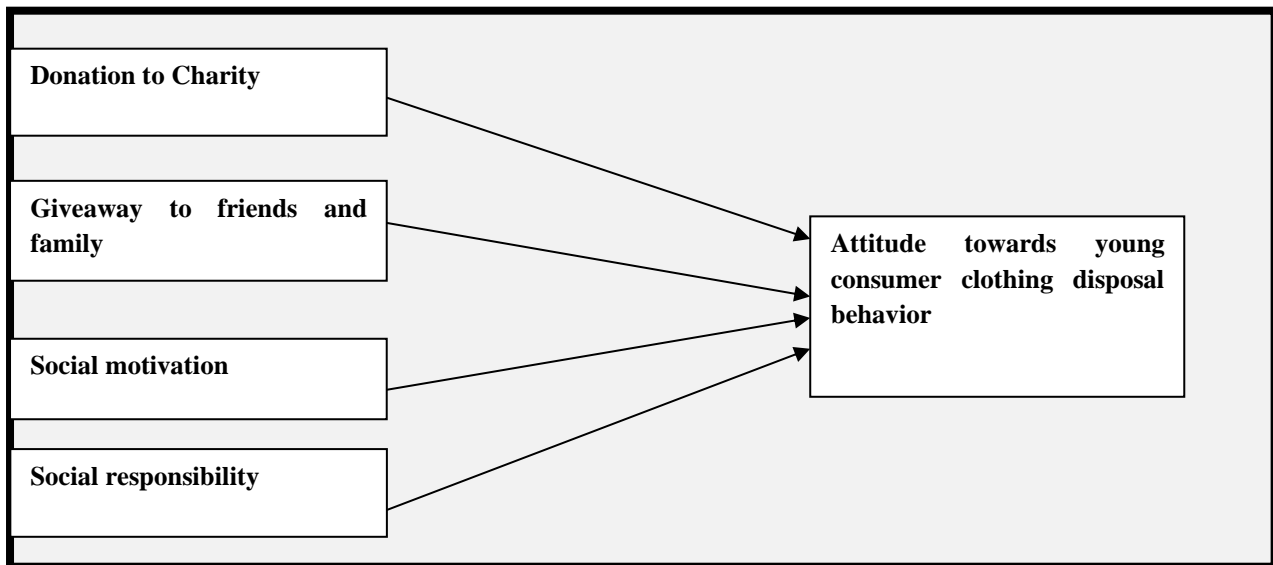 Donation to Charity
Giveaway to friends and
family
Social motivation
Social responsibility
Attitude towards young
consumer clothing disposal
behavior